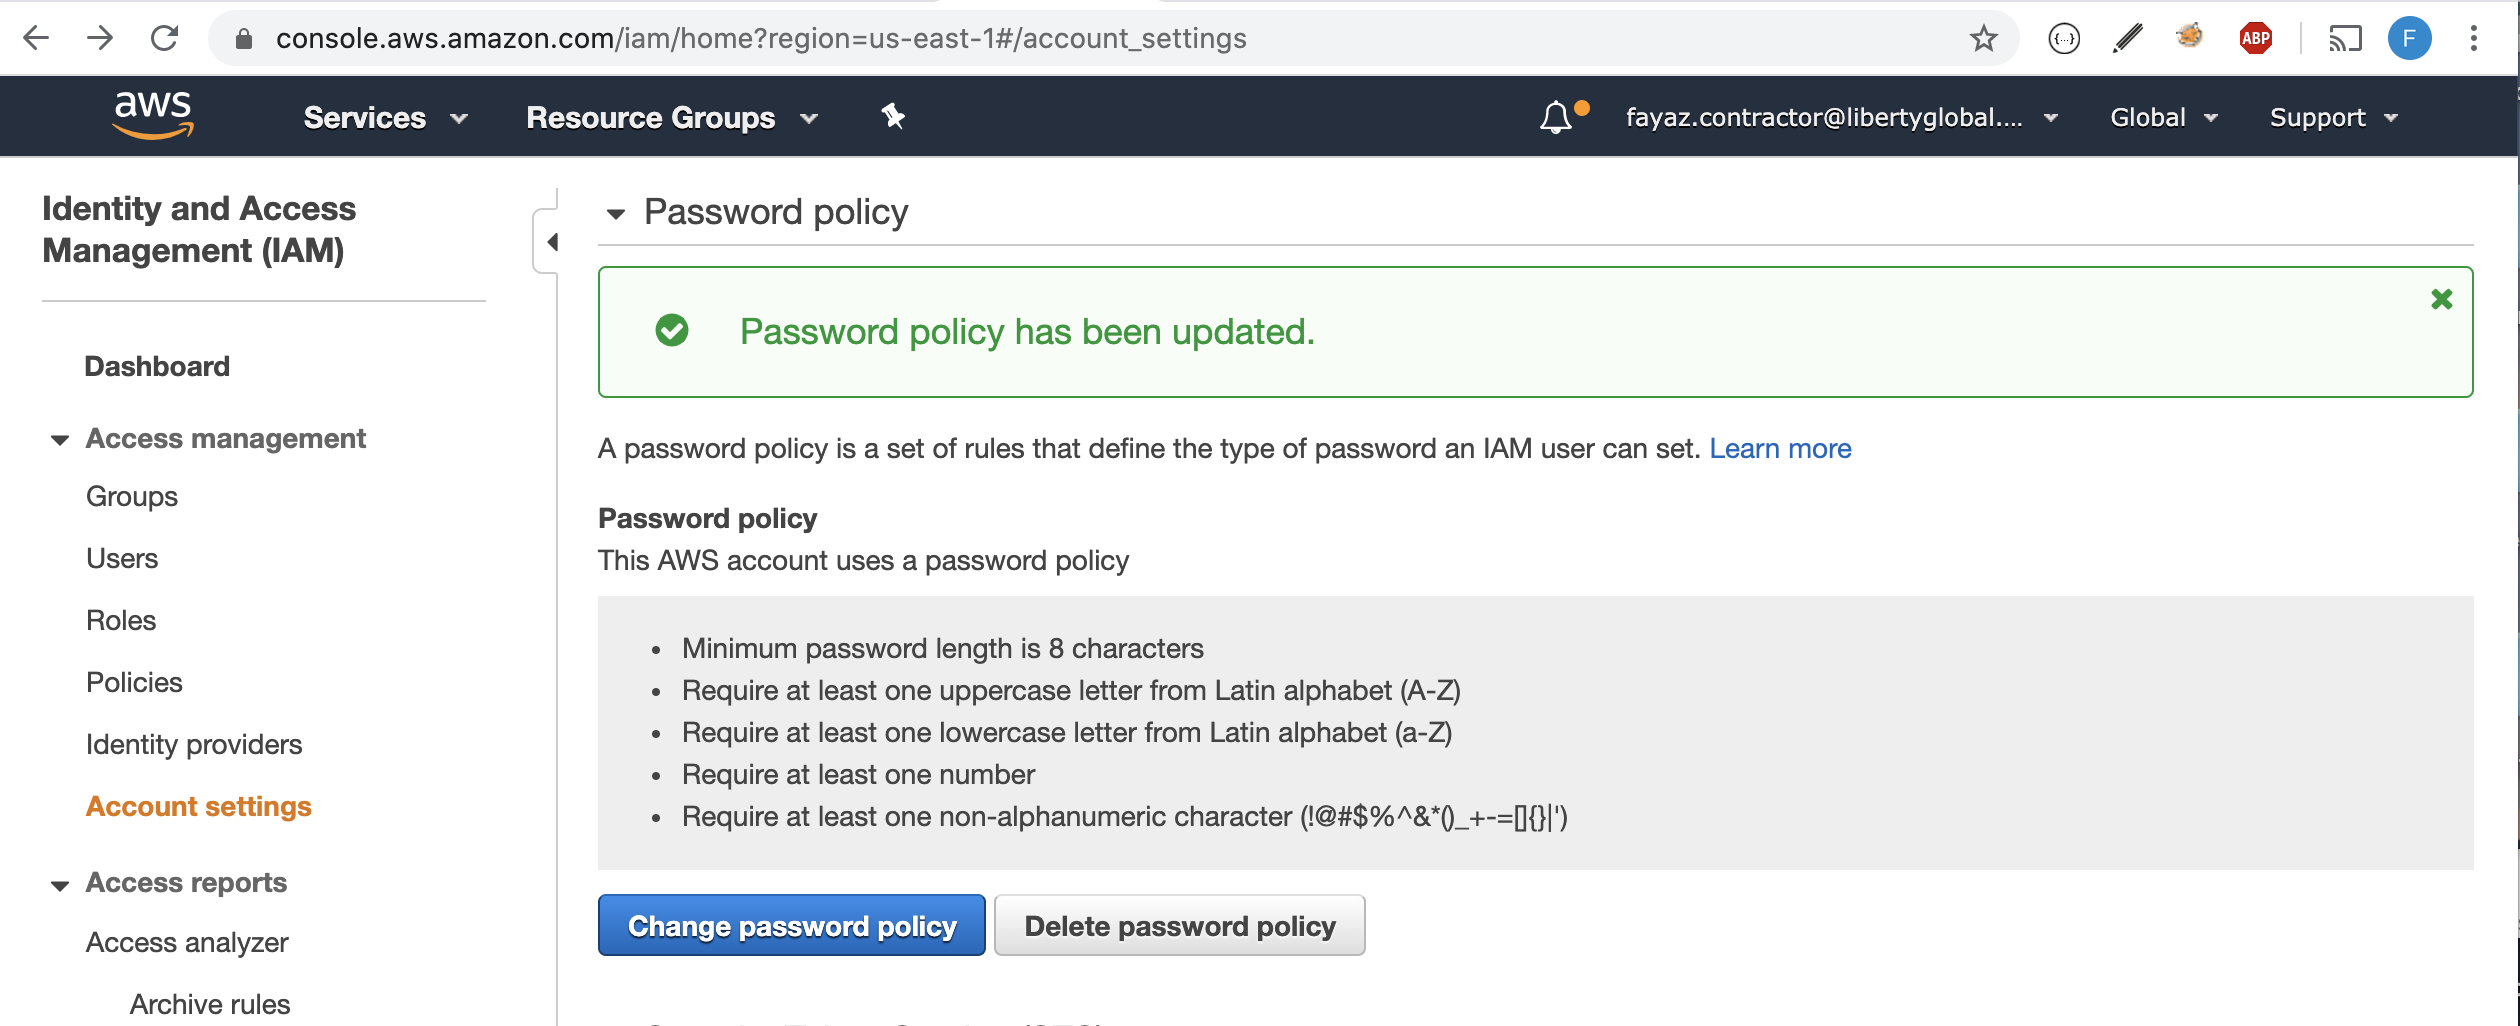 console.aws.amazon.com/iam/home?region=us-east-1#/account_settings
{...}
ABP
F
aws
Services
Resource Groups
fayaz.contractor@libertyglobal....
Global
Support
Identity and Access
Management (IAM)
Dashboard
Access management
Groups
Users
Roles
Policies
Identity providers
Account settings
Access reports
Access analyzer
Archive rules
Password policy
Password policy has been updated.
A password policy is a set of rules that define the type of password an IAM user can set. Learn more
Password policy
This AWS account uses a password policy
• Minimum password length is 8 characters
• Require at least one uppercase letter from Latin alphabet (A-Z)
• Require at least one lowercase letter from Latin alphabet (a-Z)
• Require at least one number
• Require at least one non-alphanumeric character (!@#$%^&*()_+-=[]{}|')
Change password policy
Delete password policy